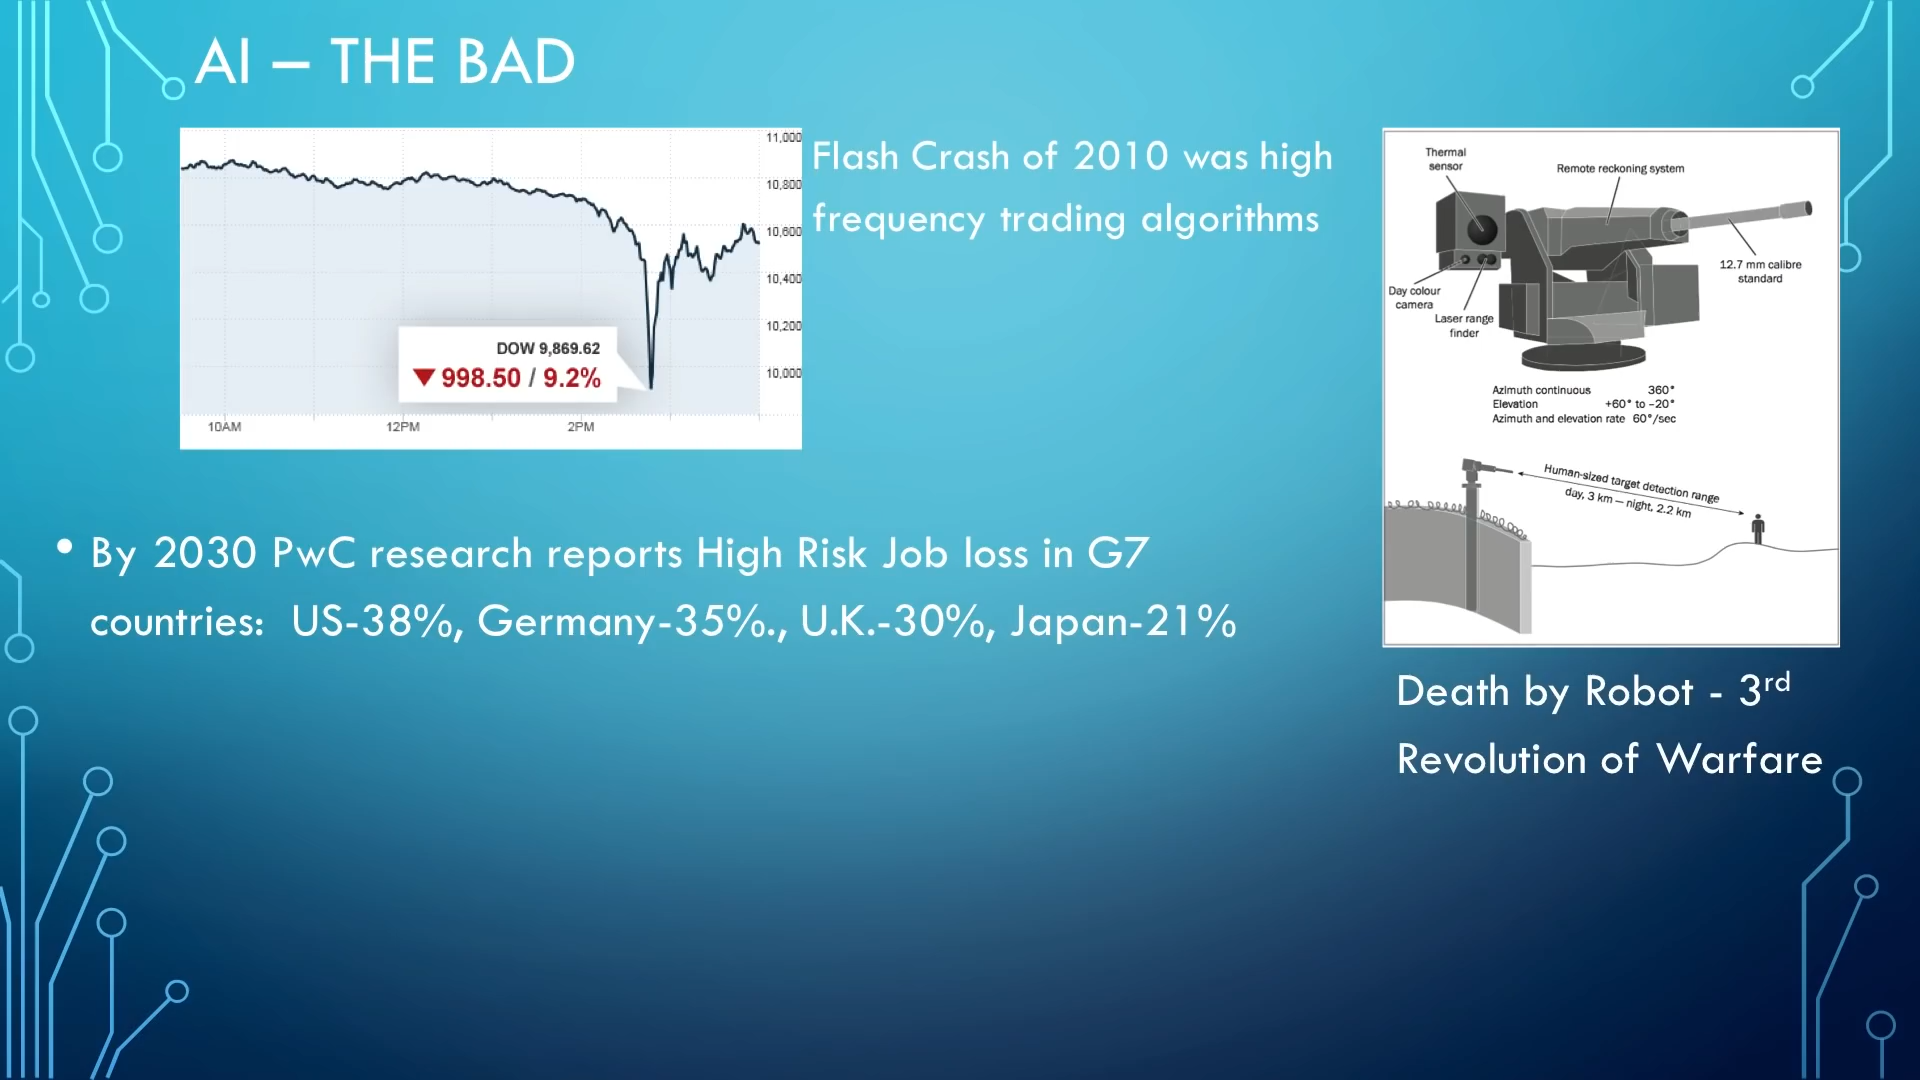 AI – THE BAD
11,000
10,800
10,600
10,400
10,200
10,000
DOW 9,869.62
▼ 998.50 / 9.2%
10AM 12PM 2PM
Flash Crash of 2010 was high
frequency trading algorithms
• By 2030 PwC research reports High Risk Job loss in G7
countries: US-38%, Germany-35%., U.K.-30%, Japan-21%
Thermal
sensor
Remote reckoning system
12.7 mm calibre
standard
Day colour
camera
Laser range
finder
Azimuth continuous 360°
Elevation +60° to -20°
Azimuth and elevation rate 60°/sec
Human-sized target detection range
day, 3 km — night, 2.2 km
Death by Robot - 3rd
Revolution of Warfare